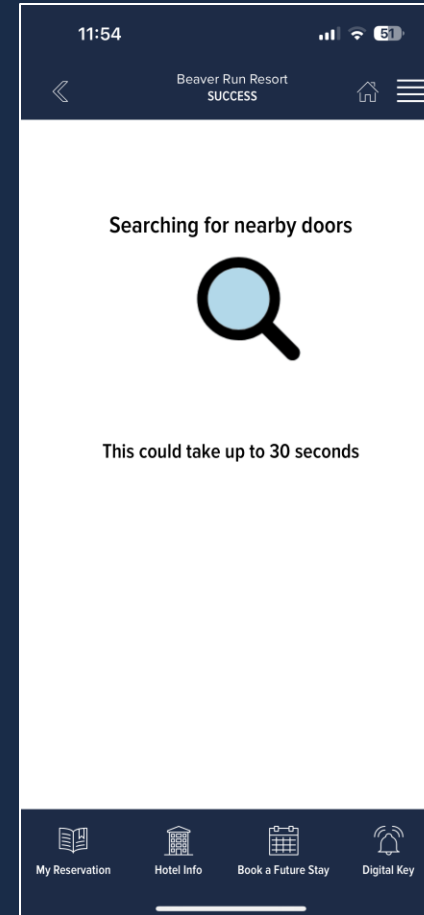 11:54
51
Beaver Run Resort
SUCCESS
Searching for nearby doors
This could take up to 30 seconds
My Reservation
Hotel Info
Book a Future Stay
Digital Key